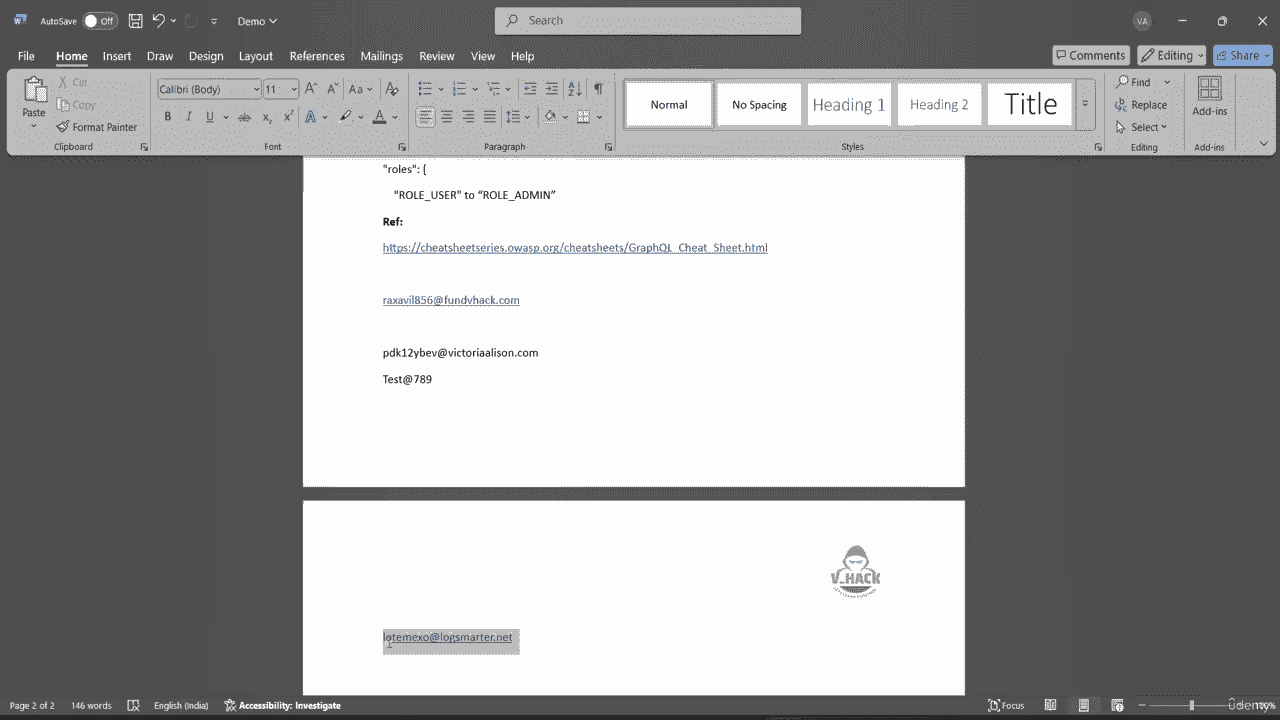 AutoSave Off Demo Search VA
File Home Insert Draw Design Layout References Mailings Review View Help Comments Editing Share
Paste Cut Copy Format Painter Clipboard
Calibri (Body) 11 Font
Paragraph
Normal No Spacing Heading 1 Heading 2 Title Styles
Find Replace Select Editing
Add-ins Add-ins
"roles": [
"ROLE_USER" to “ROLE_ADMIN”
Ref:
https://cheatsheetseries.owasp.org/cheatsheets/GraphQL_Cheat_Sheet.html
raxavil856@fundvhack.com
pdk12ybev@victoriaalison.com
Test@789
V_HACK
lotemexo@logsmarter.net
Page 2 of 2 146 words English (India) Accessibility: Investigate Focus 100%
Udemy